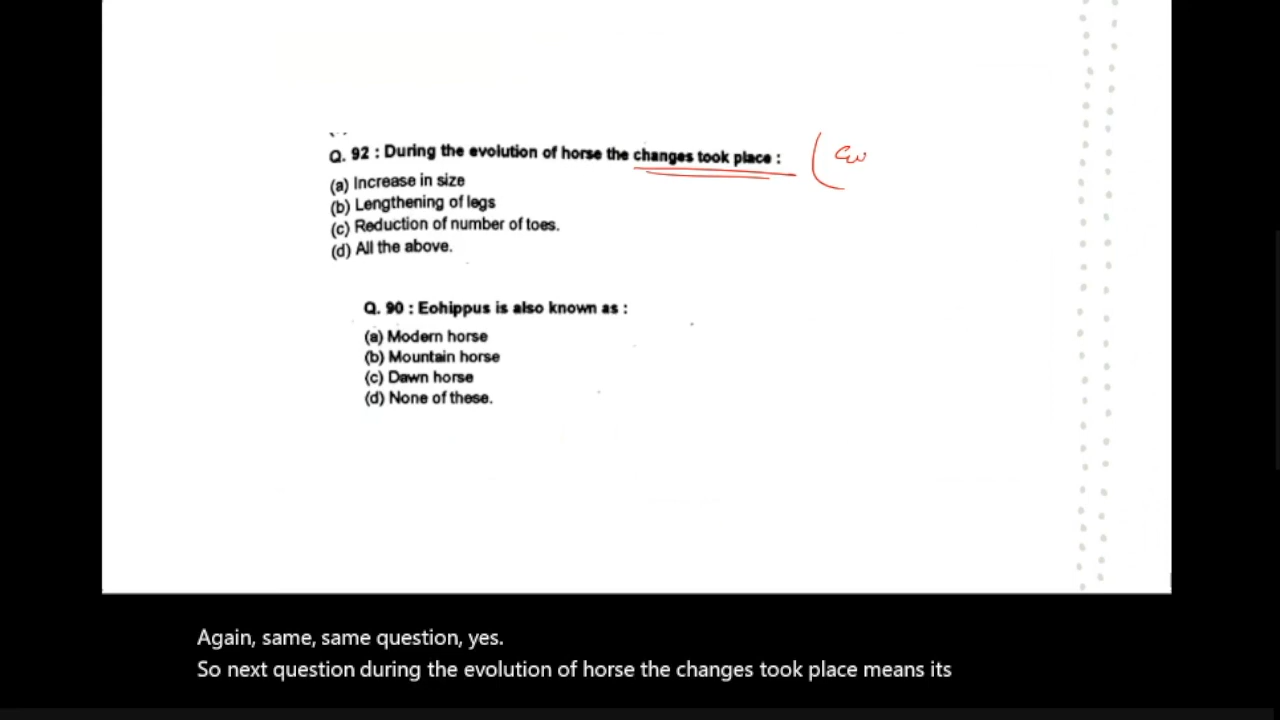 Q. 92 : During the evolution of horse the changes took place :
(a) Increase in size
(b) Lengthening of legs
(c) Reduction of number of toes.
(d) All the above.
Q. 90 : Eohippus is also known as :
(a) Modern horse
(b) Mountain horse
(c) Dawn horse
(d) None of these.
Again, same, same question, yes.
So next question during the evolution of horse the changes took place means its